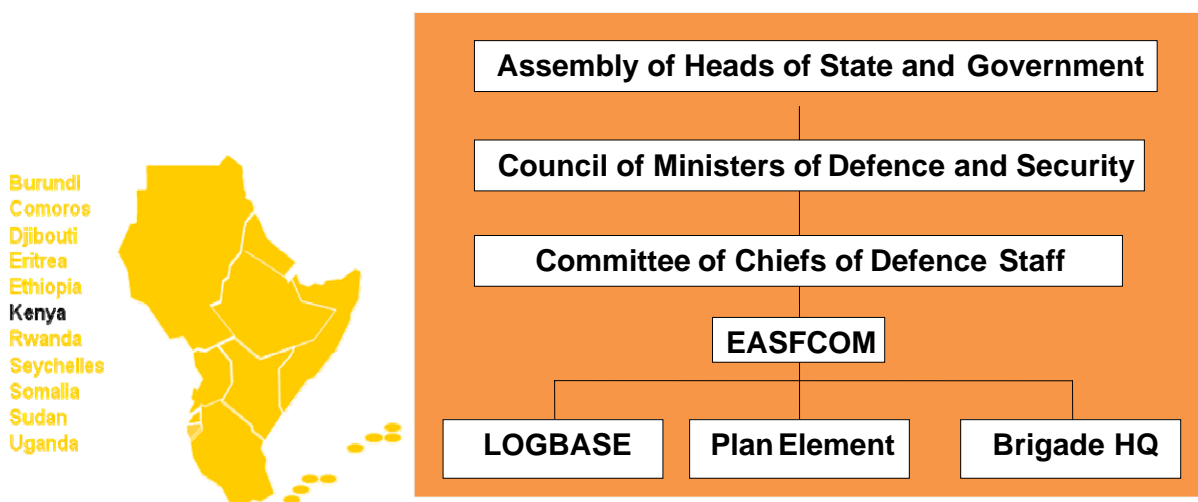 Burundi
Comoros
Djibouti
Eritrea
Ethiopia
Kenya
Rwanda
Seychelles
Somalia
Sudan
Uganda
Assembly of Heads of State and Government
Council of Ministers of Defence and Security
Committee of Chiefs of Defence Staff
EASFCOM
LOGBASE
Plan Element
Brigade HQ